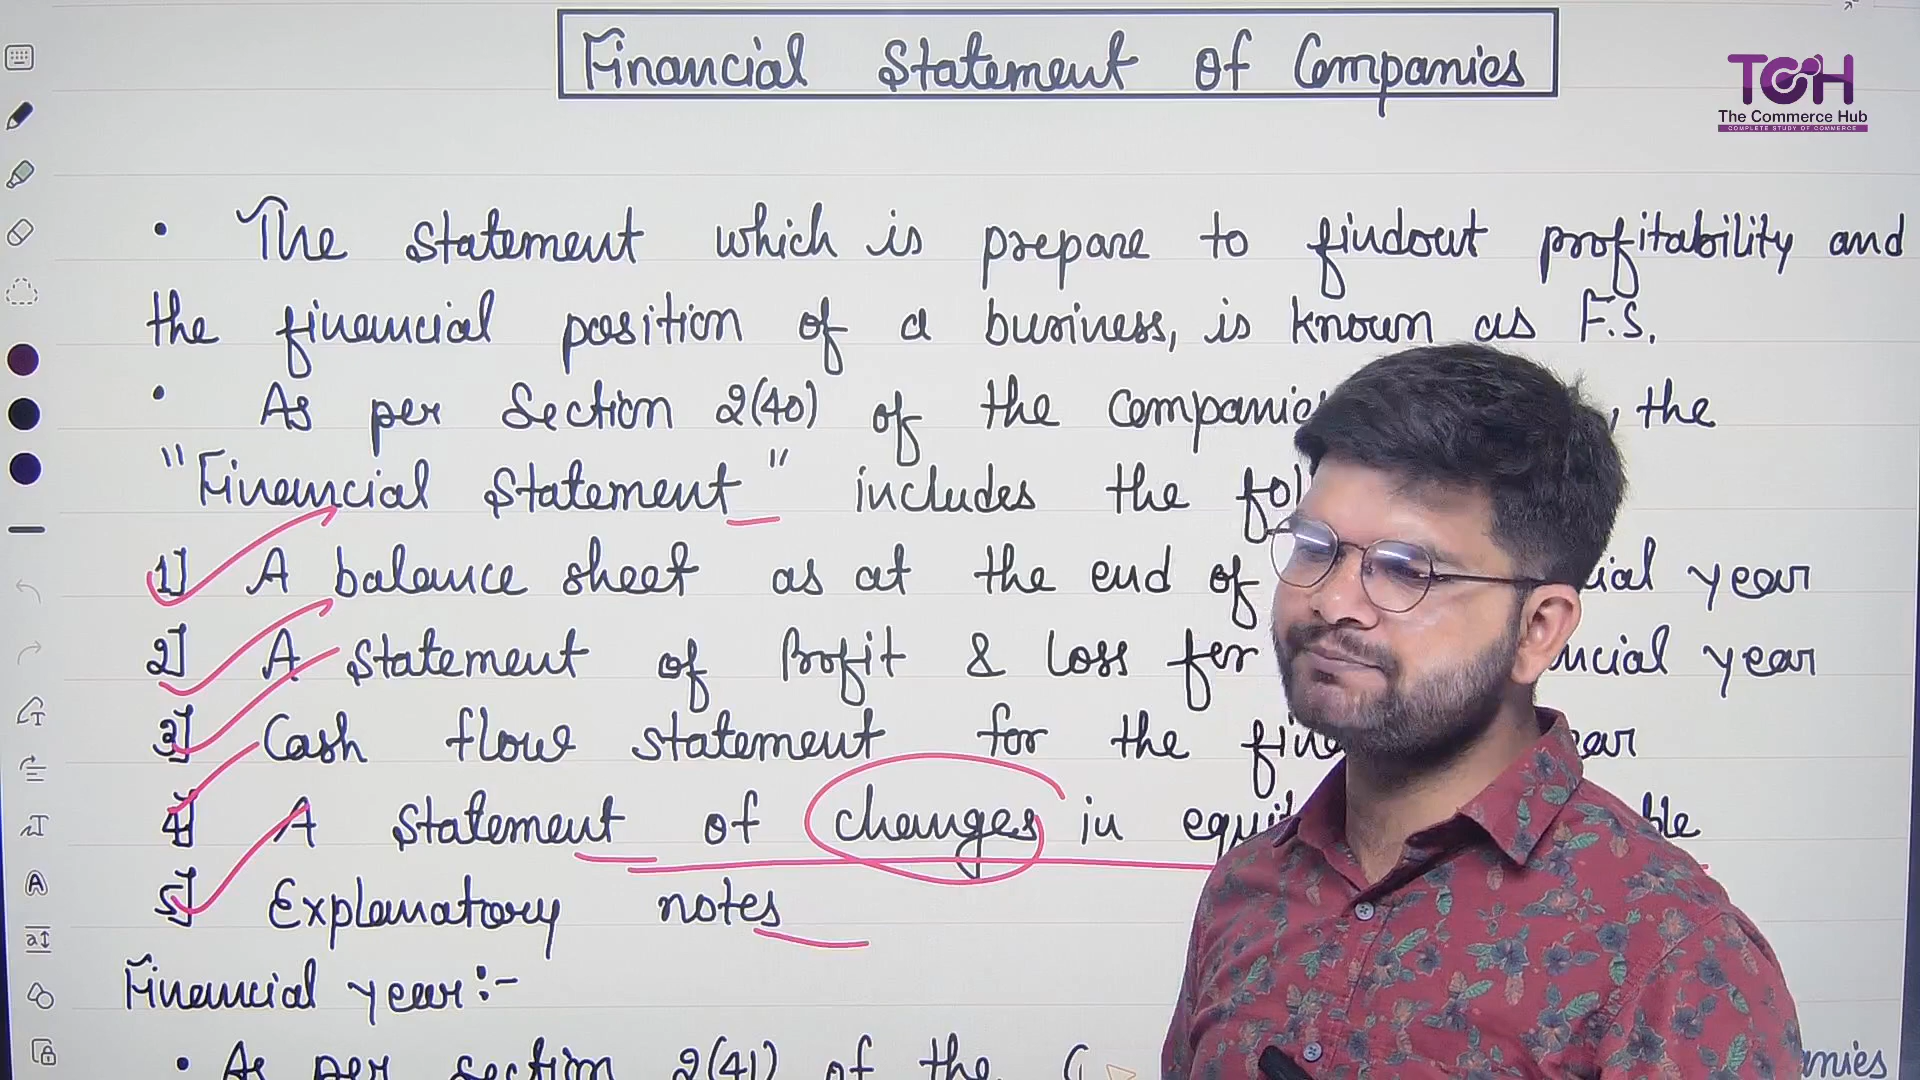 Financial Statement Of Companies
TCH
The Commerce Hub
COMPLETE STUDY OF COMMERCE
• The statement which is prepare to findout profitability and
the financial position of a business, is known as F.S.
• As per Section 2(40) of the , the
"Financial Statement" includes the
1] A balance sheet as at the end of year
2] A statement of Profit & Loss for year
3] Cash flow statement for the
4] A statement of changes in
5] Explanatory notes
Financial year:-
• As per section 2(41) of the